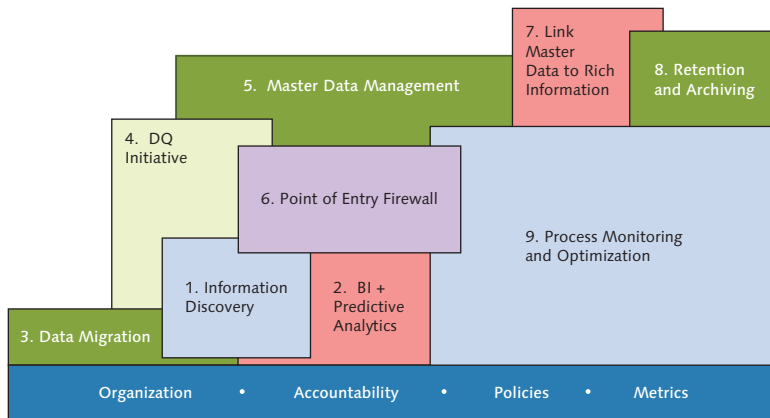 7. Link
Master
Data to Rich
Information
8. Retention
and Archiving
5. Master Data Management
4. DQ
Initiative
6. Point of Entry Firewall
9. Process Monitoring
and Optimization
1. Information
Discovery
2. BI +
Predictive
Analytics
3. Data Migration
Organization • Accountability • Policies • Metrics